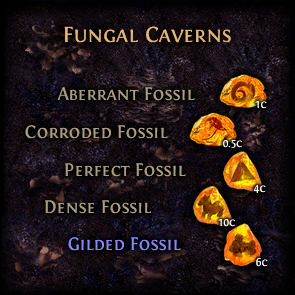 Fungal Caverns
Aberrant Fossil
1c
Corroded Fossil
0.5c
Perfect Fossil
4c
Dense Fossil
10c
Gilded Fossil
6c